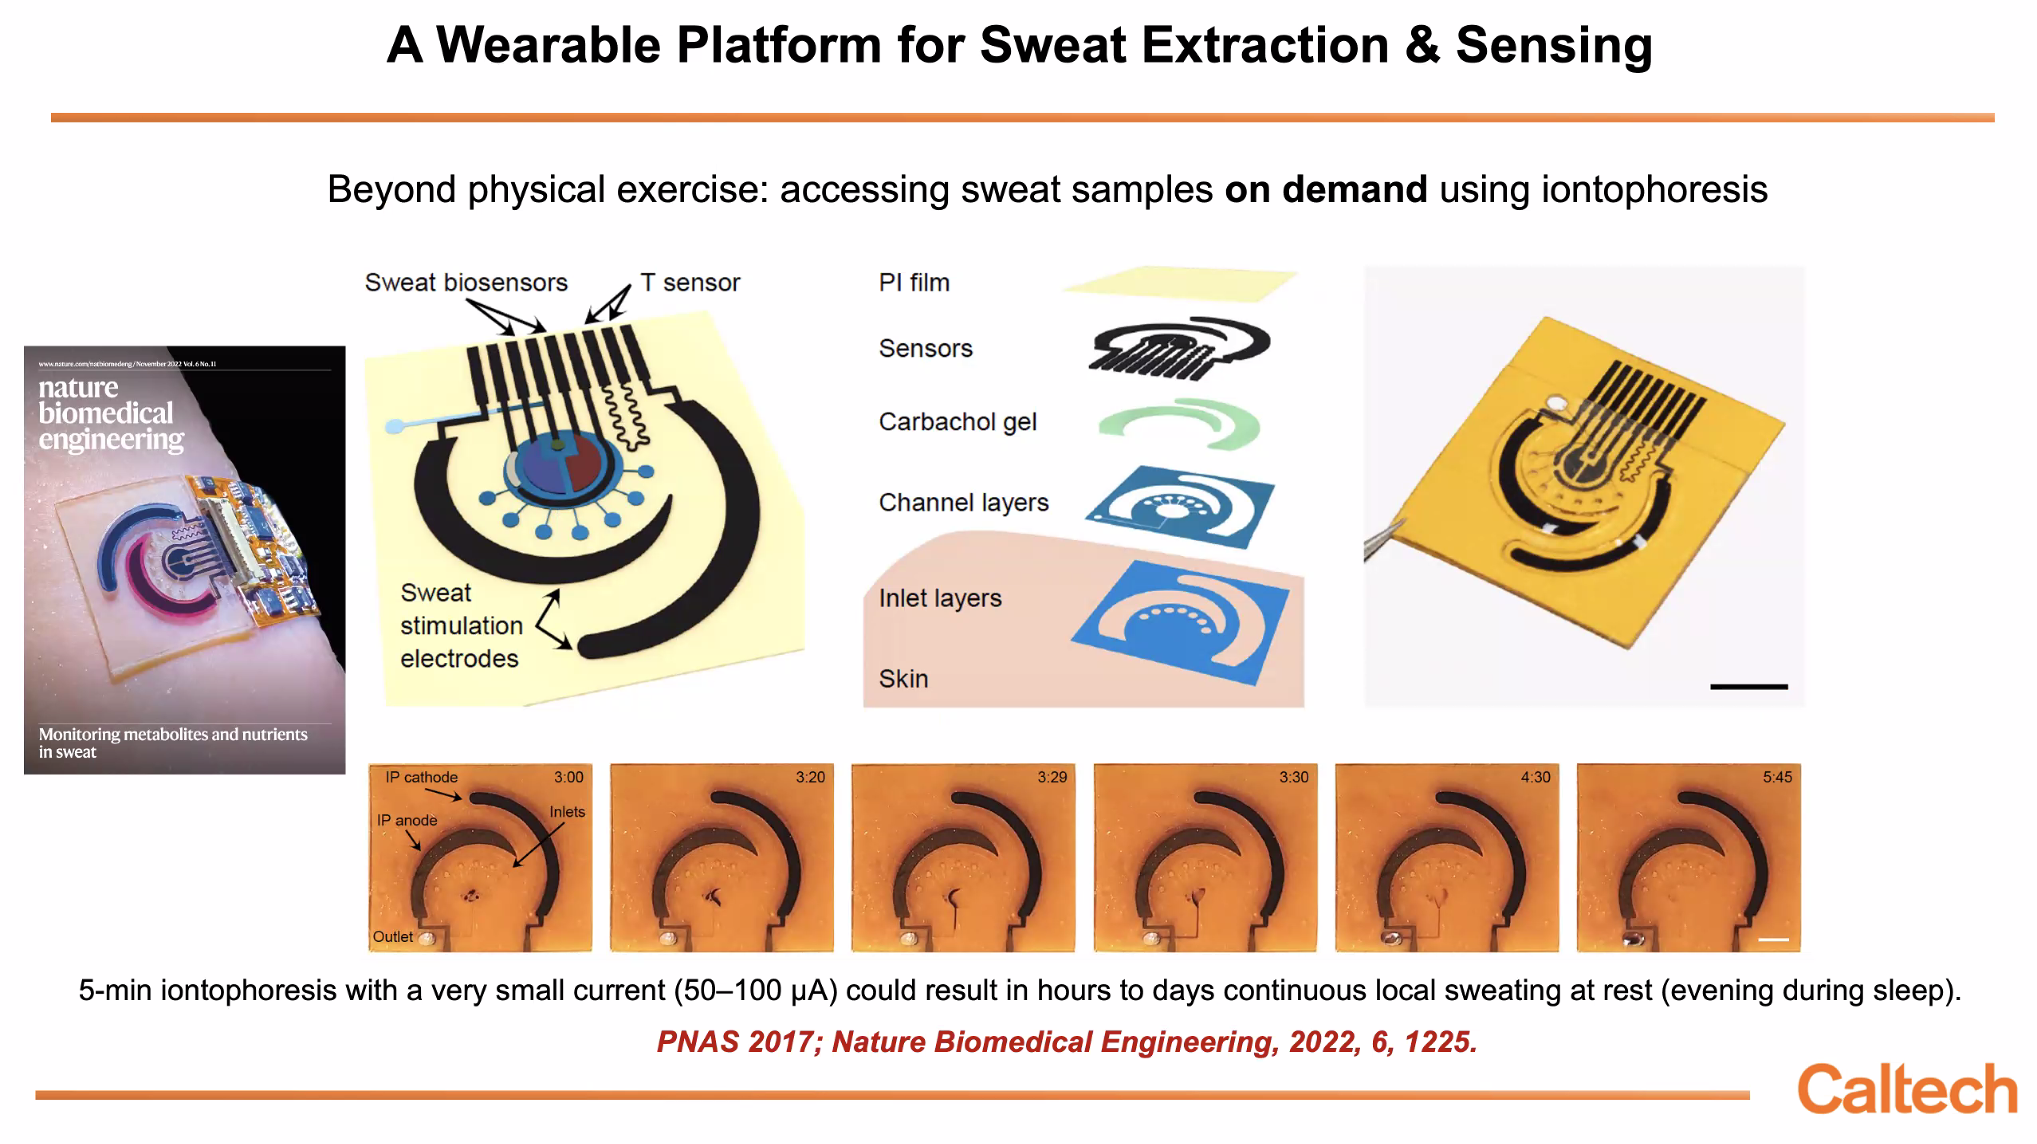 A Wearable Platform for Sweat Extraction & Sensing
Beyond physical exercise: accessing sweat samples on demand using iontophoresis
www.nature.com/natbiomedeng / November 2022 Vol. 6 No. 11
nature
biomedical
engineering
Monitoring metabolites and nutrients
in sweat
Sweat biosensors
T sensor
Sweat
stimulation
electrodes
PI film
Sensors
Carbachol gel
Channel layers
Inlet layers
Skin
IP cathode
3:00
IP anode
Inlets
Outlet
3:20
3:29
3:30
4:30
5:45
5-min iontophoresis with a very small current (50–100 μA) could result in hours to days continuous local sweating at rest (evening during sleep).
PNAS 2017; Nature Biomedical Engineering, 2022, 6, 1225.
Caltech